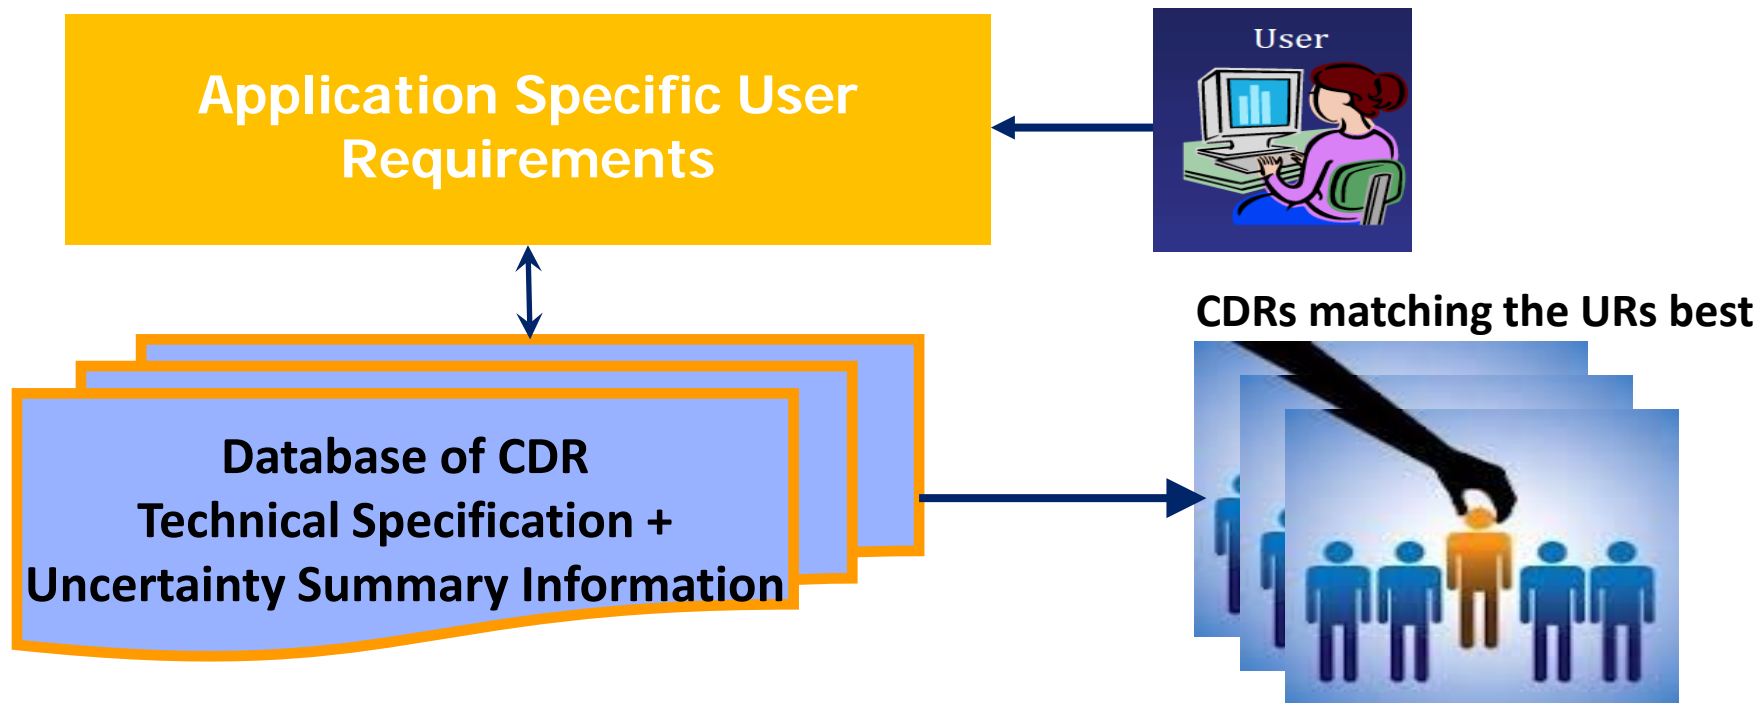 Application Specific User
Requirements
User
CDRs matching the URs best
Database of CDR
Technical Specification +
Uncertainty Summary Information